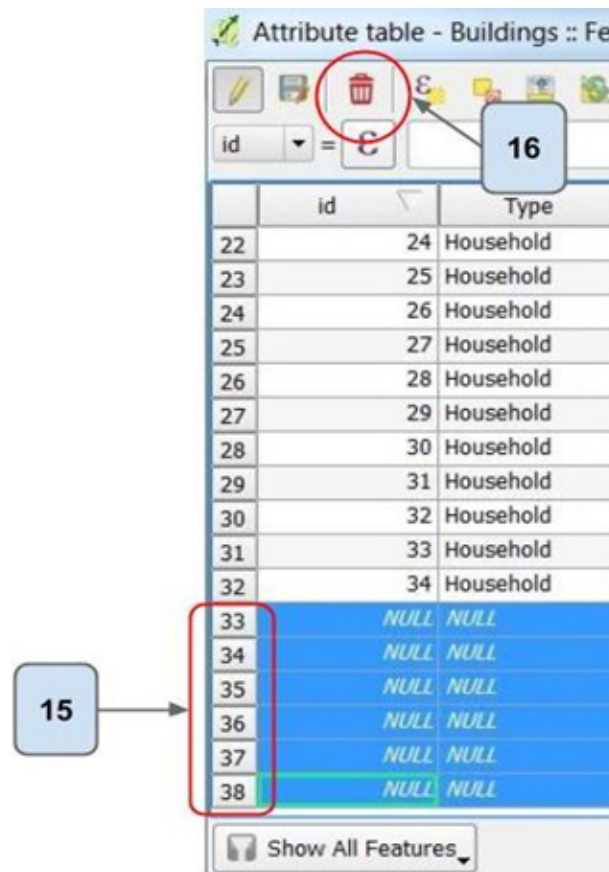 Attribute table - Buildings :: Fe
id = ε
16
id Type
22 24 Household
23 25 Household
24 26 Household
25 27 Household
26 28 Household
27 29 Household
28 30 Household
29 31 Household
30 32 Household
31 33 Household
32 34 Household
33 NULL NULL
34 NULL NULL
35 NULL NULL
15
36 NULL NULL
37 NULL NULL
38 NULL NULL
Show All Features